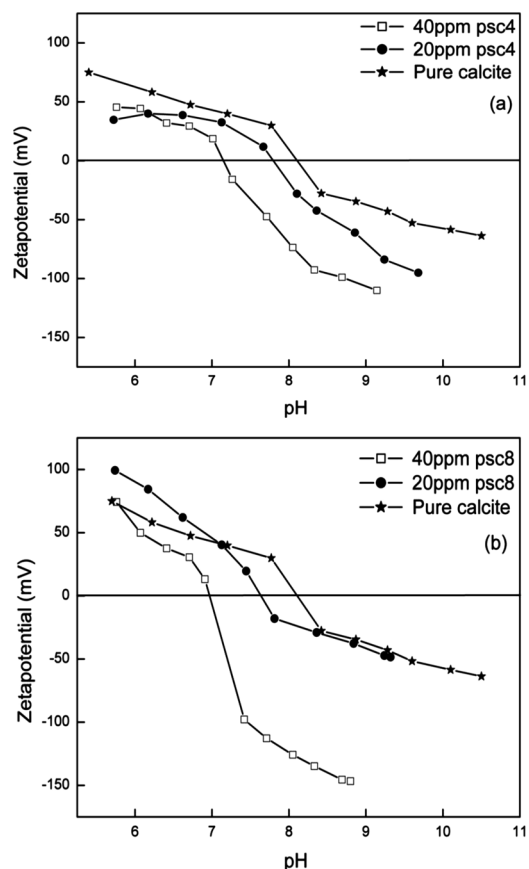 40ppm psc4
20ppm psc4
Pure calcite
(a)
100
50
0
-50
-100
-150
Zetapotential (mV)
6 7 8 9 10 11
pH
40ppm psc8
20ppm psc8
Pure calcite
(b)
100
50
0
-50
-100
-150
Zetapotential (mV)
6 7 8 9 10 11
pH